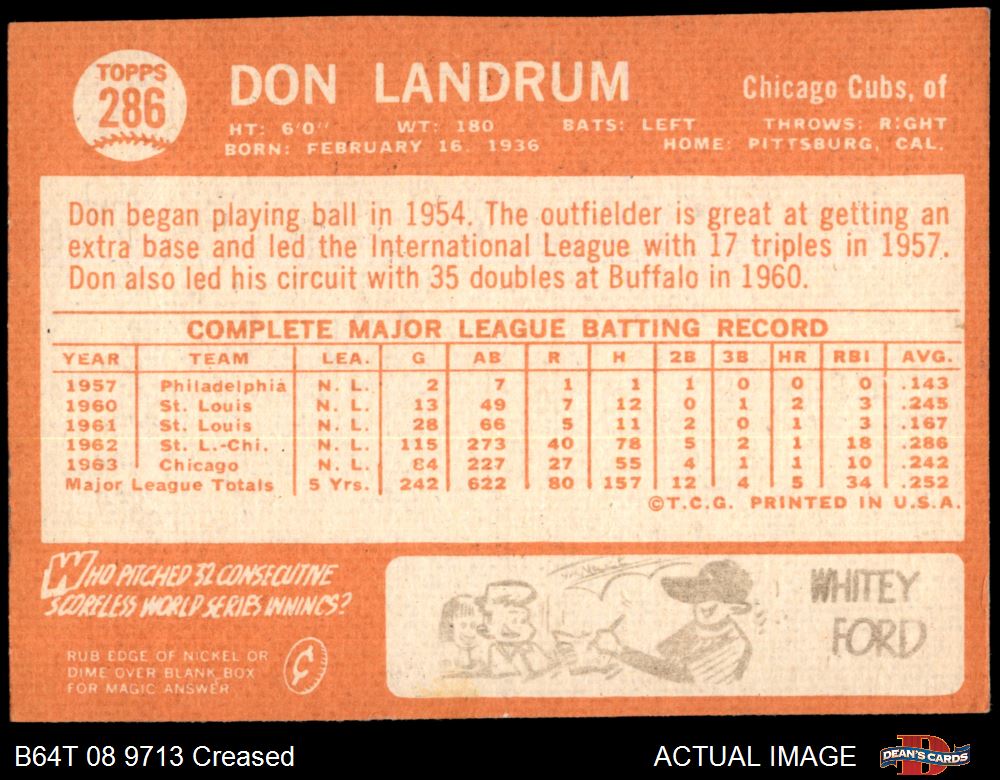 TOPPS
286
DON LANDRUM
Chicago Cubs, of
HT: 6'0" WT: 180 BATS: LEFT THROWS: RIGHT
BORN: FEBRUARY 16, 1936 HOME: PITTSBURG, CAL.
Don began playing ball in 1954. The outfielder is great at getting an
extra base and led the International League with 17 triples in 1957.
Don also led his circuit with 35 doubles at Buffalo in 1960.
COMPLETE MAJOR LEAGUE BATTING RECORD
YEAR TEAM LEA. G AB R H 2B 3B HR RBI AVG.
1957 Philadelphia N. L. 2 7 1 1 1 0 0 0 .143
1960 St. Louis N. L. 13 49 7 12 0 1 2 3 .245
1961 St. Louis N. L. 28 66 5 11 2 0 1 3 .167
1962 St. L.-Chi. N. L. 115 273 40 78 5 2 1 18 .286
1963 Chicago N. L. 84 227 27 55 4 1 1 10 .242
Major League Totals 5 Yrs. 242 622 80 157 12 4 5 34 .252
©T.C.G. PRINTED IN U.S.A.
WHO PITCHED 32 CONSECUTIVE
SCORELESS WORLD SERIES INNINGS?
RUB EDGE OF NICKEL OR
DIME OVER BLANK BOX
FOR MAGIC ANSWER
¢
WHITEY
FORD
B64T 08 9713 Creased
ACTUAL IMAGE
D
DEAN'S CARDS